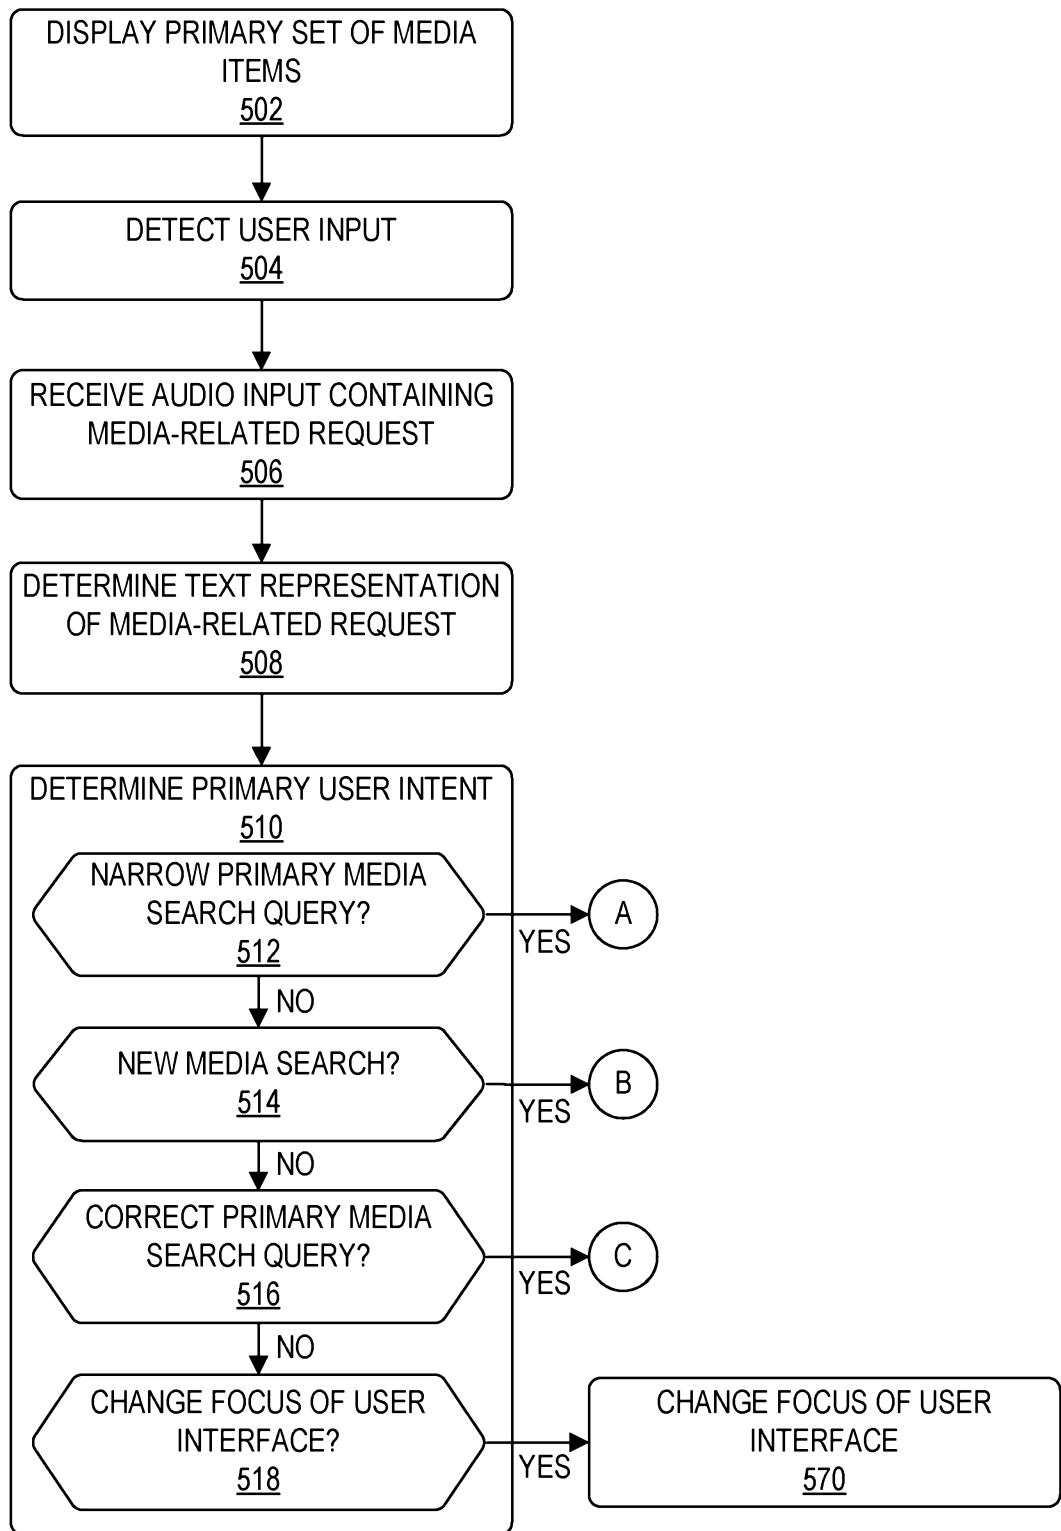 DISPLAY PRIMARY SET OF MEDIA
ITEMS
502
DETECT USER INPUT
504
RECEIVE AUDIO INPUT CONTAINING
MEDIA-RELATED REQUEST
506
DETERMINE TEXT REPRESENTATION
OF MEDIA-RELATED REQUEST
508
DETERMINE PRIMARY USER INTENT
510
NARROW PRIMARY MEDIA
SEARCH QUERY?
512
YES
A
NO
NEW MEDIA SEARCH?
514
YES
B
NO
CORRECT PRIMARY MEDIA
SEARCH QUERY?
516
YES
C
NO
CHANGE FOCUS OF USER
INTERFACE?
518
YES
CHANGE FOCUS OF USER
INTERFACE
570